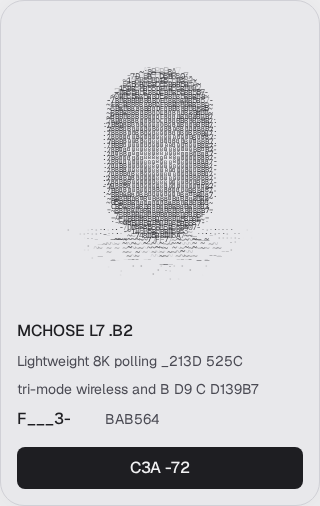 MCHOSE L7 .B2
Lightweight 8K polling _213D 525C
tri-mode wireless and B D9 C D139B7
F___3- BAB564
C3A -72